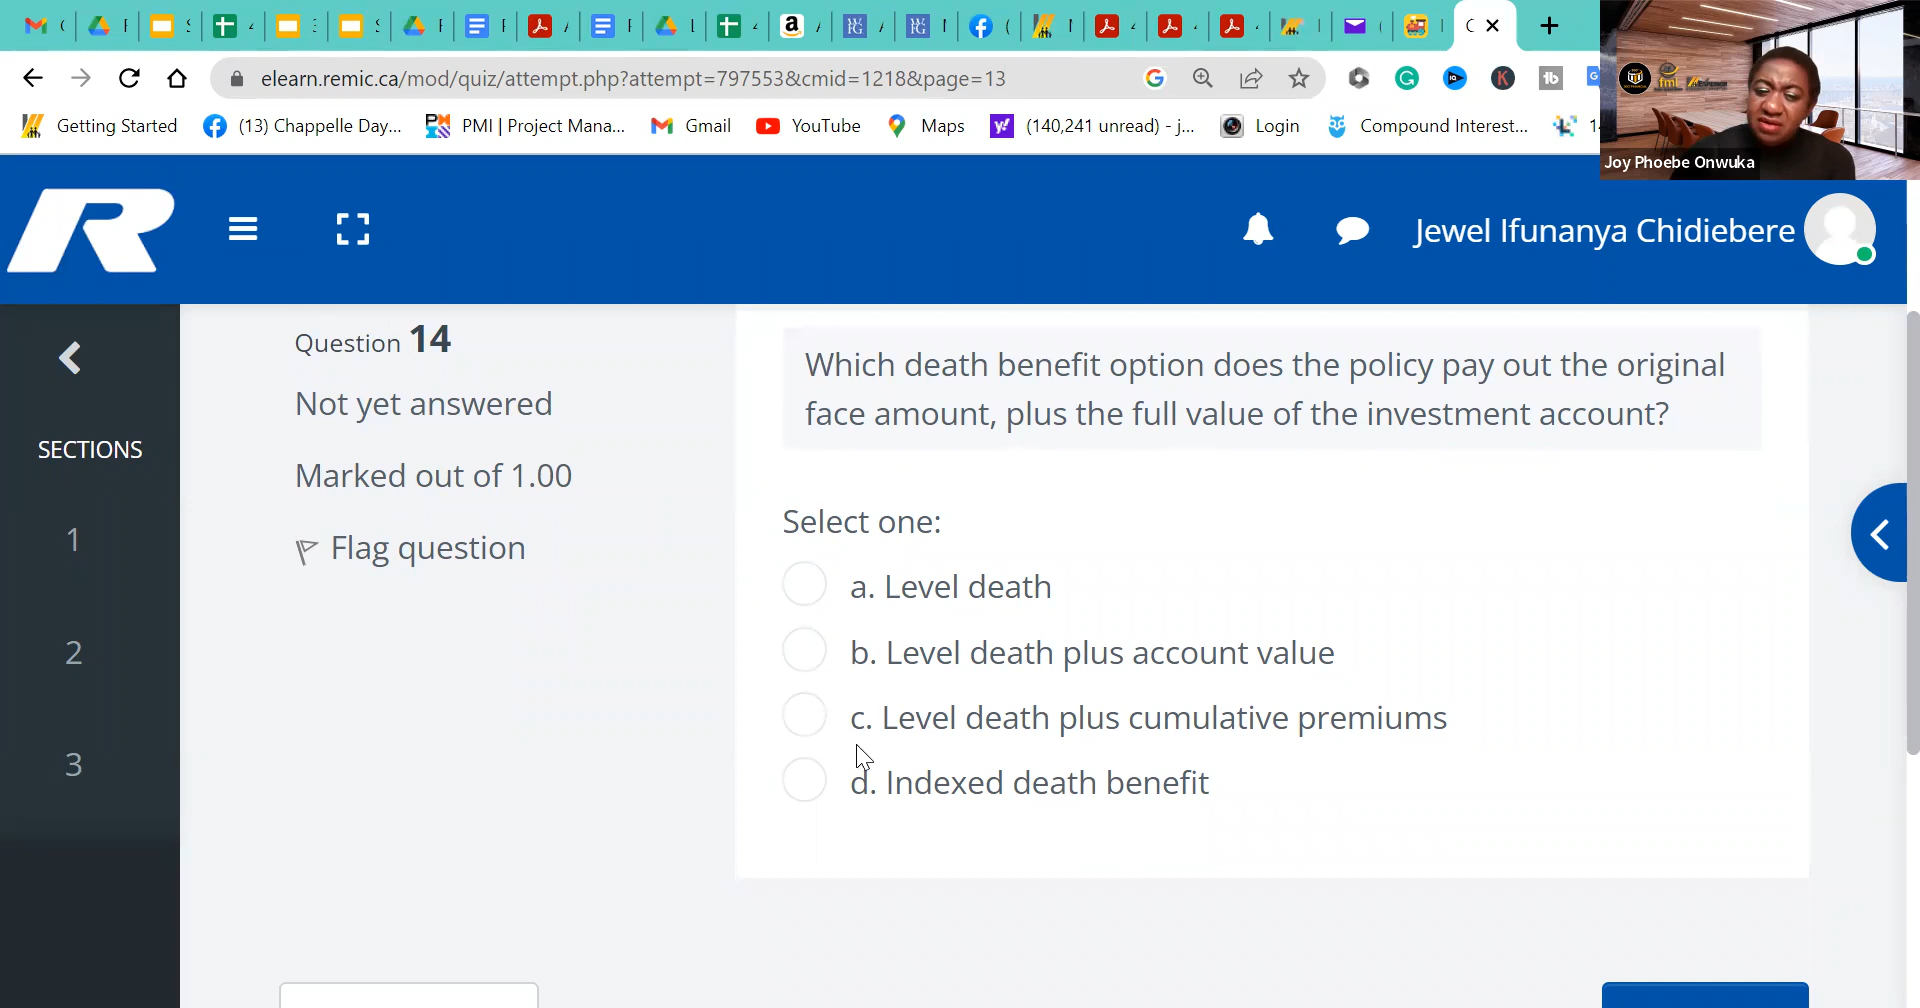 elearn.remic.ca/mod/quiz/attempt.php?attempt=797553&cmid=1218&page=13
Getting Started
(13) Chappelle Day...
PMI | Project Mana...
Gmail
YouTube
Maps
(140,241 unread) - j...
Login
Compound Interest...
Joy Phoebe Onwuka
Jewel Ifunanya Chidiebere
Question 14
Not yet answered
Marked out of 1.00
Flag question
SECTIONS
1
2
3
Which death benefit option does the policy pay out the original
face amount, plus the full value of the investment account?
Select one:
a. Level death
b. Level death plus account value
c. Level death plus cumulative premiums
d. Indexed death benefit